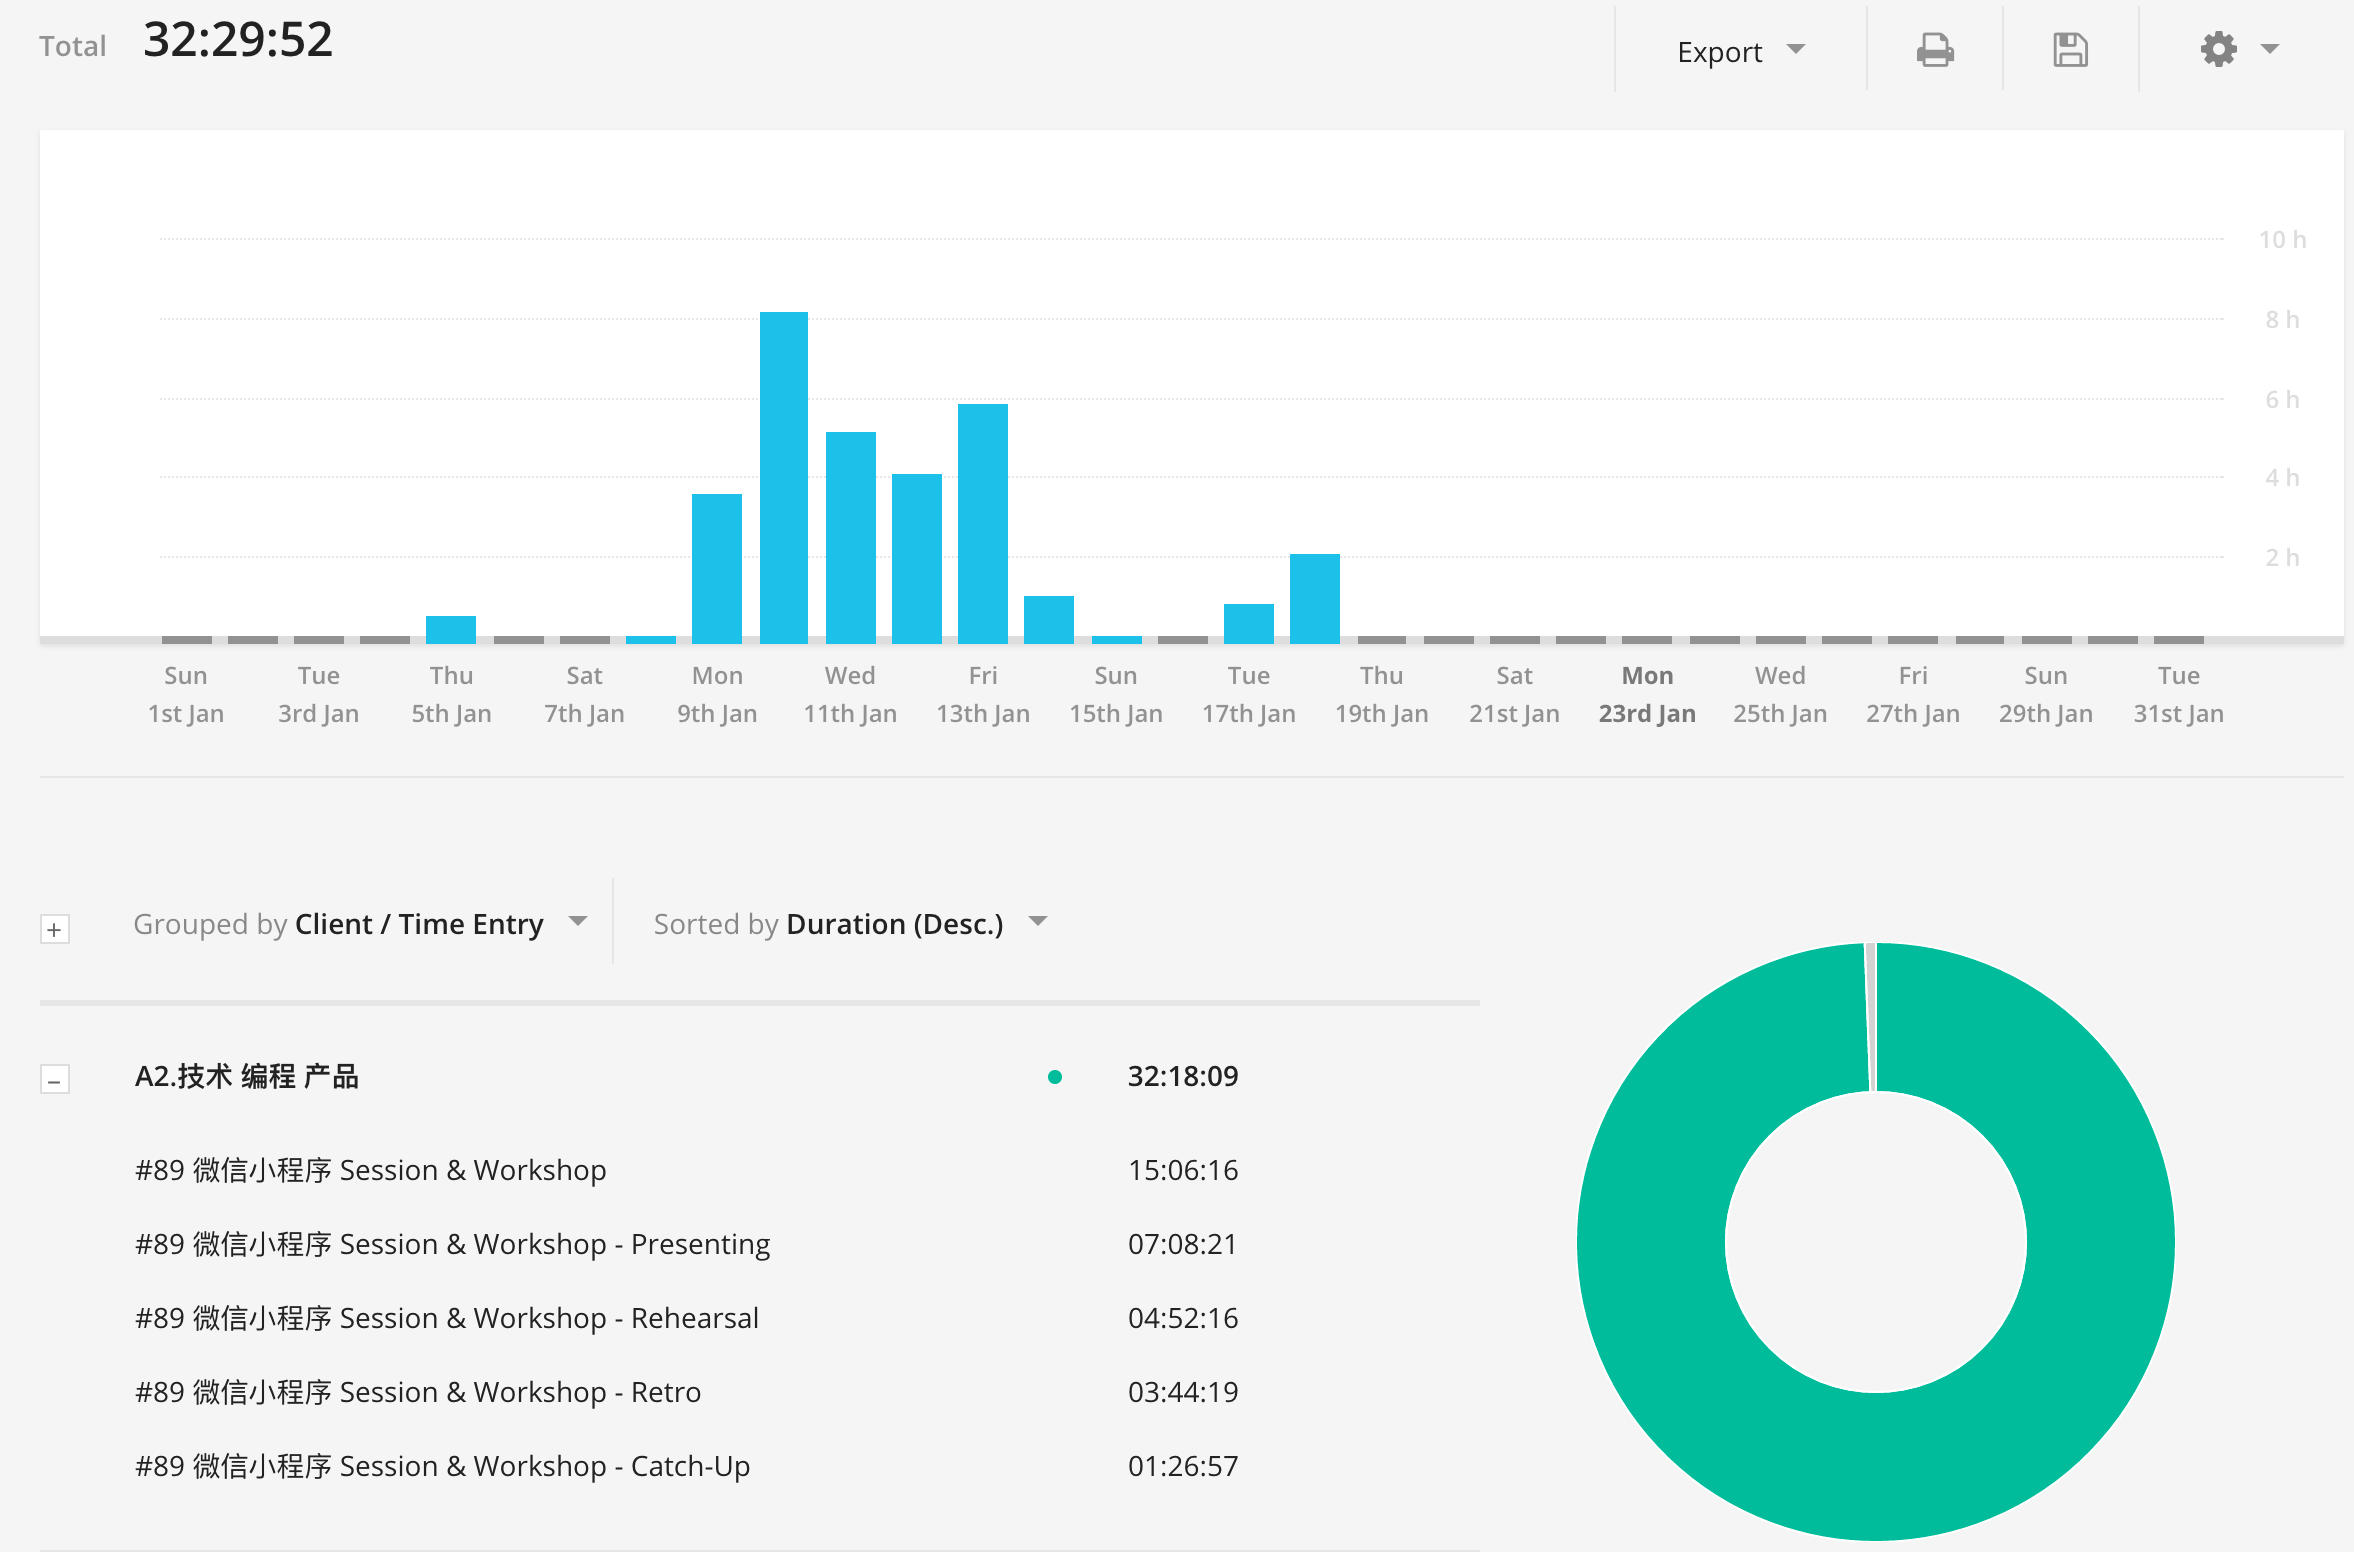 Total 32:29:52 Export
10 h
8 h
6 h
4 h
2 h
Sun Tue Thu Sat Mon Wed Fri Sun Tue Thu Sat Mon Wed Fri Sun Tue
1st Jan 3rd Jan 5th Jan 7th Jan 9th Jan 11th Jan 13th Jan 15th Jan 17th Jan 19th Jan 21st Jan 23rd Jan 25th Jan 27th Jan 29th Jan 31st Jan
Grouped by Client / Time Entry Sorted by Duration (Desc.)
A2.技术 编程 产品 32:18:09
#89 微信小程序 Session & Workshop 15:06:16
#89 微信小程序 Session & Workshop - Presenting 07:08:21
#89 微信小程序 Session & Workshop - Rehearsal 04:52:16
#89 微信小程序 Session & Workshop - Retro 03:44:19
#89 微信小程序 Session & Workshop - Catch-Up 01:26:57